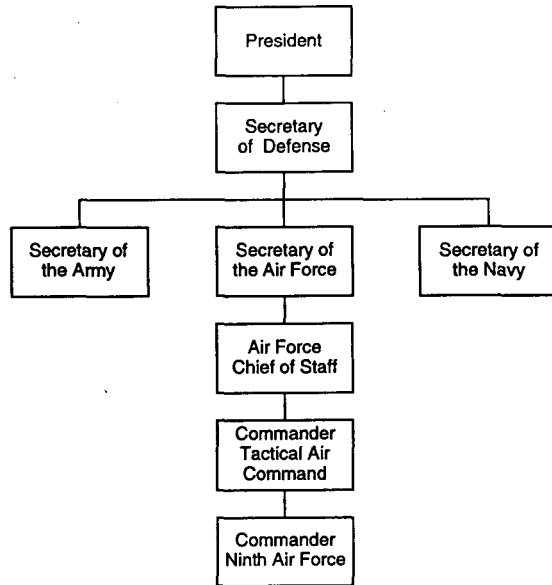 President
Secretary
of Defense
Secretary of
the Army
Secretary of
the Air Force
Secretary of
the Navy
Air Force
Chief of Staff
Commander
Tactical Air
Command
Commander
Ninth Air Force